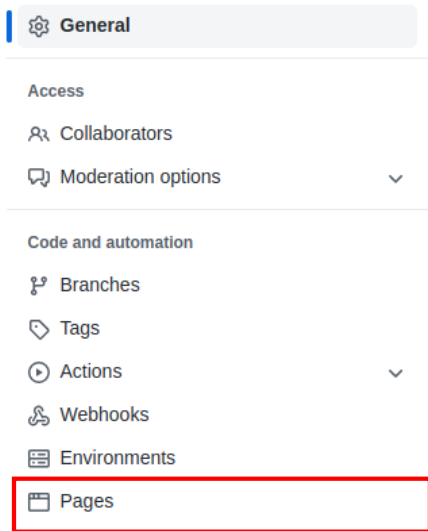 General
Access
Collaborators
Moderation options
Code and automation
Branches
Tags
Actions
Webhooks
Environments
Pages